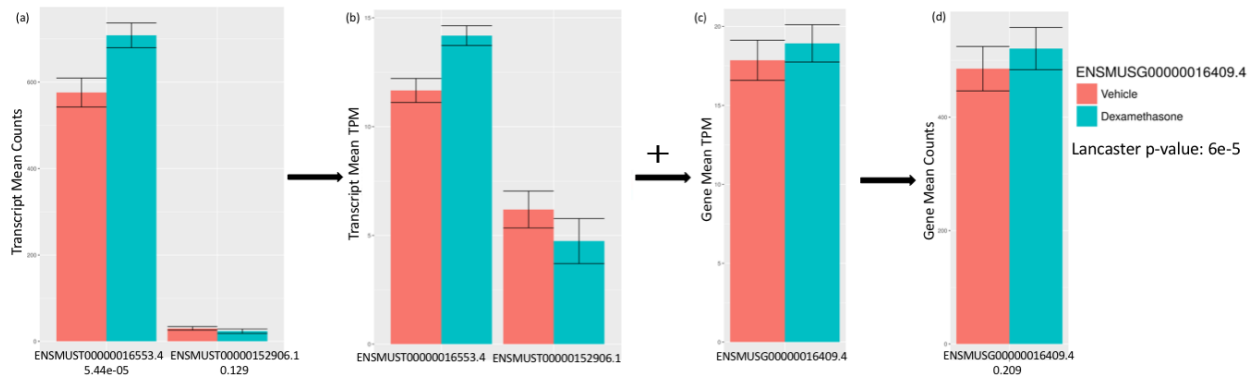 (a)
Transcript Mean Counts
600
400
200
0
ENSMUST00000016553.4
5.44e-05
ENSMUST00000152906.1
0.129
(b)
Transcript Mean TPM
15
10
5
0
ENSMUST00000016553.4
ENSMUST00000152906.1
+
(c)
Gene Mean TPM
20
15
10
5
0
ENSMUSG00000016409.4
(d)
Gene Mean Counts
400
200
0
ENSMUSG00000016409.4
0.209
ENSMUSG00000016409.4
Vehicle
Dexamethasone
Lancaster p-value: 6e-5